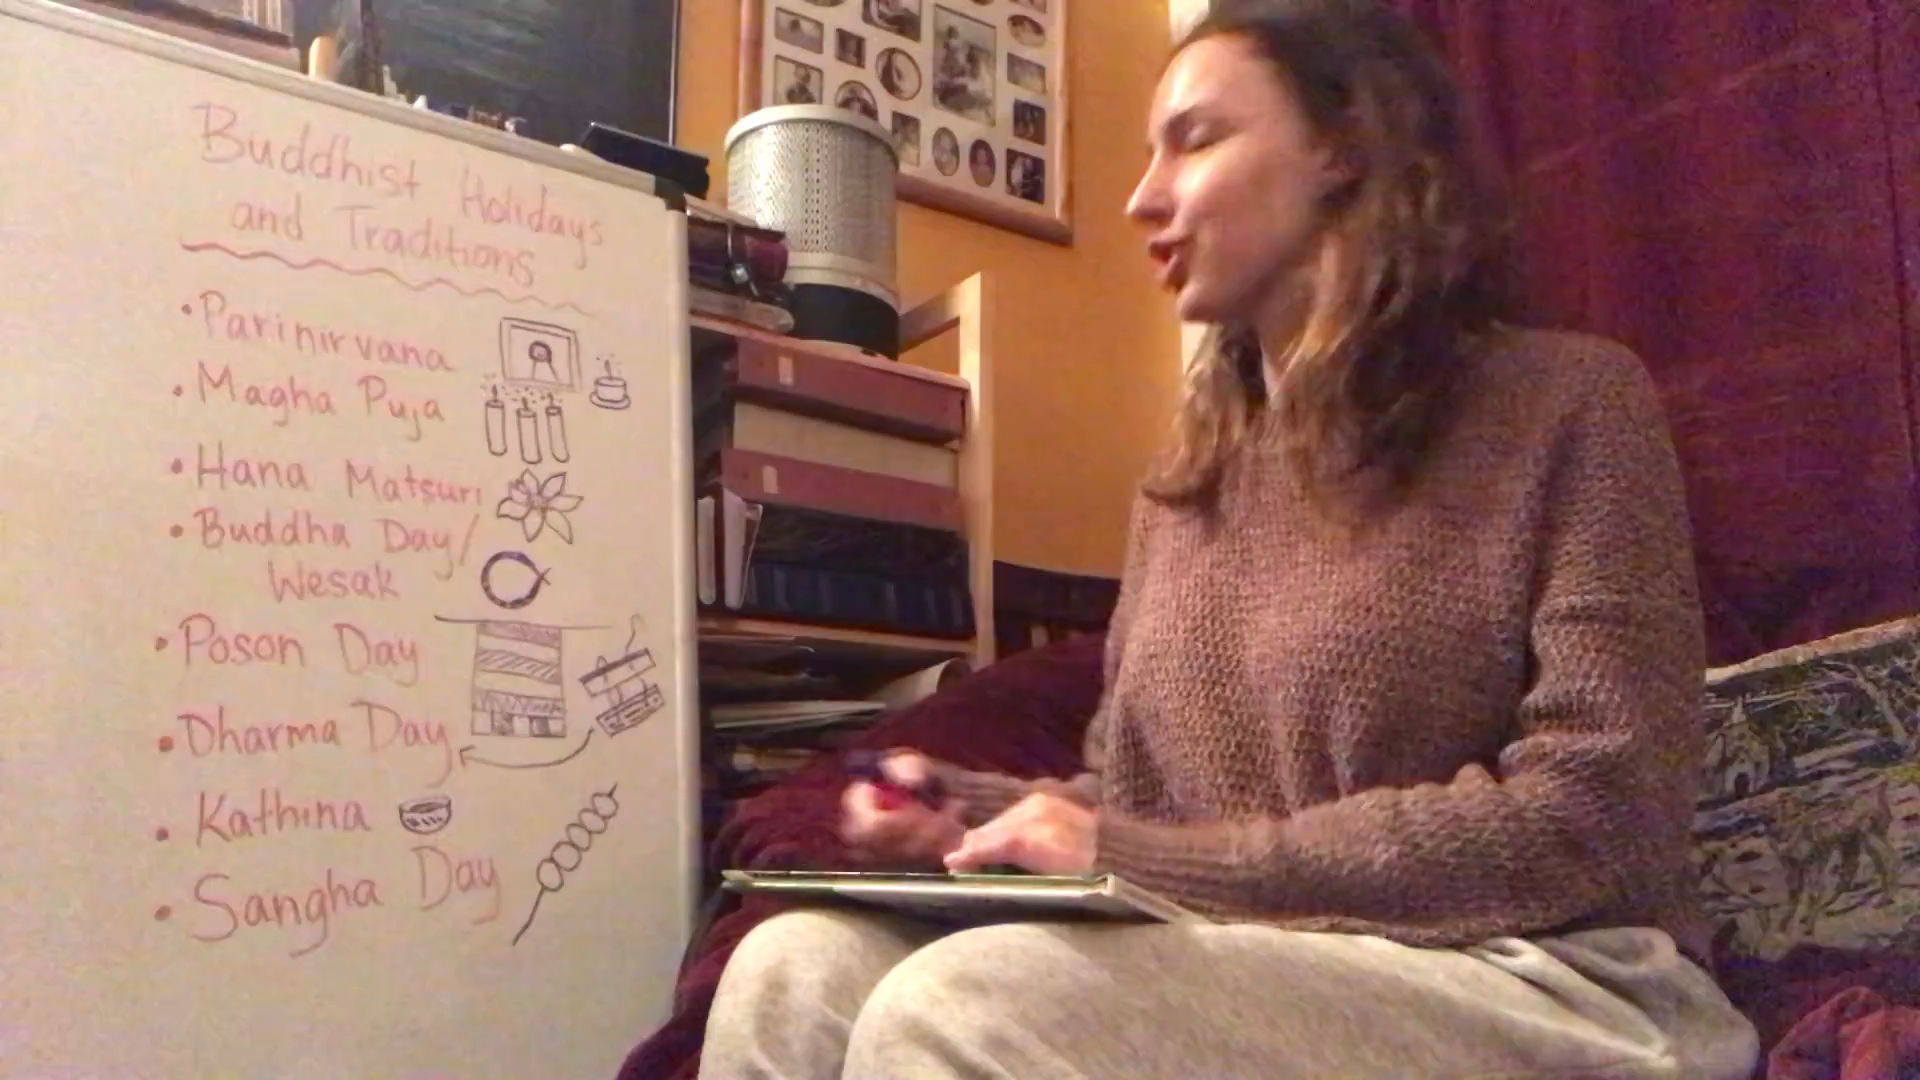 Buddhist Holidays
and Traditions
• Parinirvana
• Magha Puja
• Hana Matsuri
• Buddha Day/
Wesak
• Poson Day
• Dharma Day
• Kathina
• Sangha Day